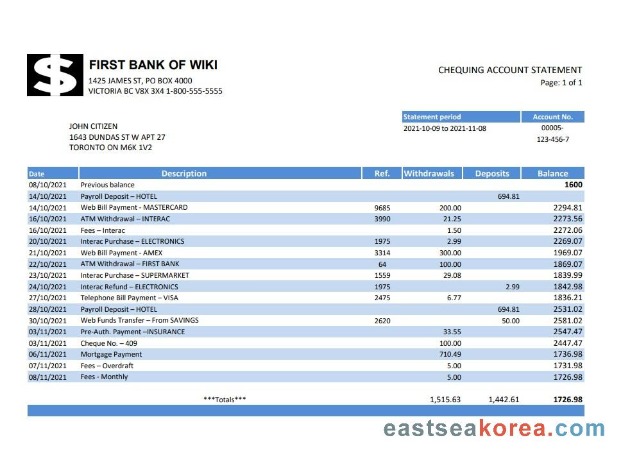 $
FIRST BANK OF WIKI
1425 JAMES ST, PO BOX 4000
VICTORIA BC V8X 3X4 1-800-555-5555
CHEQUING ACCOUNT STATEMENT
Page: 1 of 1
JOHN CITIZEN
1643 DUNDAS ST W APT 27
TORONTO ON M6K 1V2
Statement period Account No.
2021-10-09 to 2021-11-08 00005-
123-456-7
Date Description Ref. Withdrawals Deposits Balance
08/10/2021 Previous balance 1600
14/10/2021 Payroll Deposit – HOTEL 694.81
14/10/2021 Web Bill Payment - MASTERCARD 9685 200.00 2294.81
16/10/2021 ATM Withdrawal – INTERAC 3990 21.25 2273.56
16/10/2021 Fees – Interac 1.50 2272.06
20/10/2021 Interac Purchase – ELECTRONICS 1975 2.99 2269.07
21/10/2021 Web Bill Payment - AMEX 3314 300.00 1969.07
22/10/2021 ATM Withdrawal – FIRST BANK 64 100.00 1869.07
23/10/2021 Interac Purchase – SUPERMARKET 1559 29.08 1839.99
24/10/2021 Interac Refund – ELECTRONICS 1975 2.99 1842.98
27/10/2021 Telephone Bill Payment – VISA 2475 6.77 1836.21
28/10/2021 Payroll Deposit – HOTEL 694.81 2531.02
30/10/2021 Web Funds Transfer – From SAVINGS 2620 50.00 2581.02
03/11/2021 Pre-Auth. Payment –INSURANCE 33.55 2547.47
03/11/2021 Cheque No. – 409 100.00 2447.47
06/11/2021 Mortgage Payment 710.49 1736.98
07/11/2021 Fees – Overdraft 5.00 1731.98
08/11/2021 Fees - Monthly 5.00 1726.98
***Totals*** 1,515.63 1,442.61 1726.98
eastseakorea.com